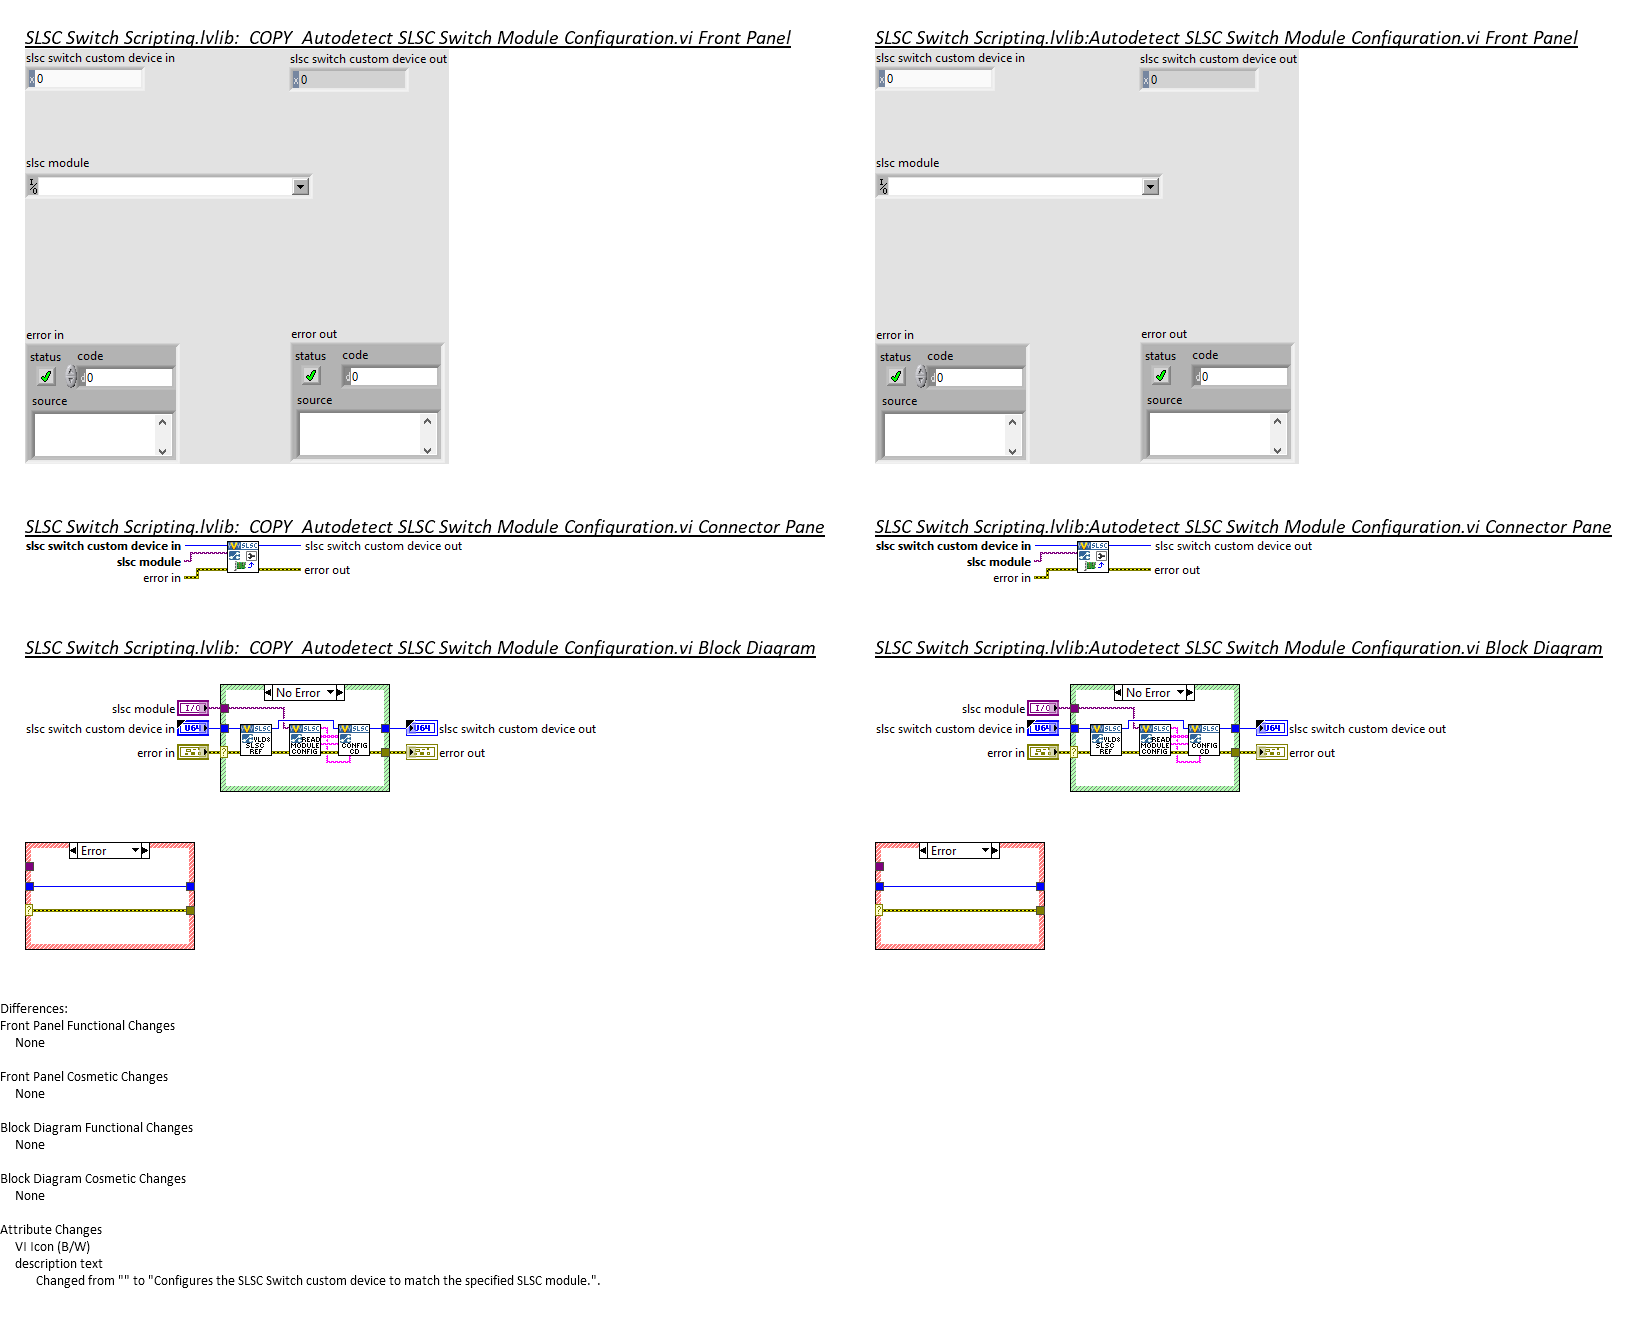 SLSC Switch Scripting.lvlib:  COPY  Autodetect SLSC Switch Module Configuration.vi Front Panel
slsc switch custom device in
slsc switch custom device out
x 0
x 0
slsc module
I/O
error in
error out
status code
status code
d 0
d 0
source
source
SLSC Switch Scripting.lvlib:Autodetect SLSC Switch Module Configuration.vi Front Panel
slsc switch custom device in
slsc switch custom device out
x 0
x 0
slsc module
I/O
error in
error out
status code
status code
d 0
d 0
source
source
SLSC Switch Scripting.lvlib:  COPY  Autodetect SLSC Switch Module Configuration.vi Connector Pane
slsc switch custom device in
SLSC
slsc switch custom device out
slsc module
error in
error out
SLSC Switch Scripting.lvlib:Autodetect SLSC Switch Module Configuration.vi Connector Pane
slsc switch custom device in
SLSC
slsc switch custom device out
slsc module
error in
error out
SLSC Switch Scripting.lvlib:  COPY  Autodetect SLSC Switch Module Configuration.vi Block Diagram
No Error
slsc module
I/O
slsc switch custom device in
U64
SLSC
VLDS
SLSC
REF
SLSC
READ
MODULE
CONFIG
SLSC
CONFIG
CD
U64
slsc switch custom device out
error in
?
error out
Error
?
SLSC Switch Scripting.lvlib:Autodetect SLSC Switch Module Configuration.vi Block Diagram
No Error
slsc module
I/O
slsc switch custom device in
U64
SLSC
VLDS
SLSC
REF
SLSC
READ
MODULE
CONFIG
SLSC
CONFIG
CD
U64
slsc switch custom device out
error in
?
error out
Error
?
Differences:
Front Panel Functional Changes
None
Front Panel Cosmetic Changes
None
Block Diagram Functional Changes
None
Block Diagram Cosmetic Changes
None
Attribute Changes
VI Icon (B/W)
description text
Changed from "" to "Configures the SLSC Switch custom device to match the specified SLSC module.".